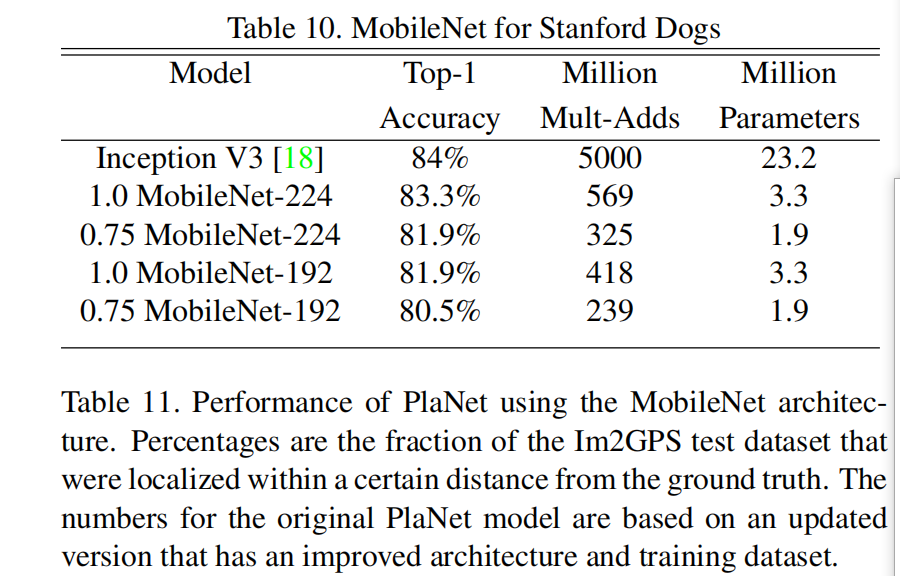 Table 10. MobileNet for Stanford Dogs
Model Top-1 Million Million
Accuracy Mult-Adds Parameters
Inception V3 [18] 84% 5000 23.2
1.0 MobileNet-224 83.3% 569 3.3
0.75 MobileNet-224 81.9% 325 1.9
1.0 MobileNet-192 81.9% 418 3.3
0.75 MobileNet-192 80.5% 239 1.9
Table 11. Performance of PlaNet using the MobileNet architec-
ture. Percentages are the fraction of the Im2GPS test dataset that
were localized within a certain distance from the ground truth. The
numbers for the original PlaNet model are based on an updated
version that has an improved architecture and training dataset.